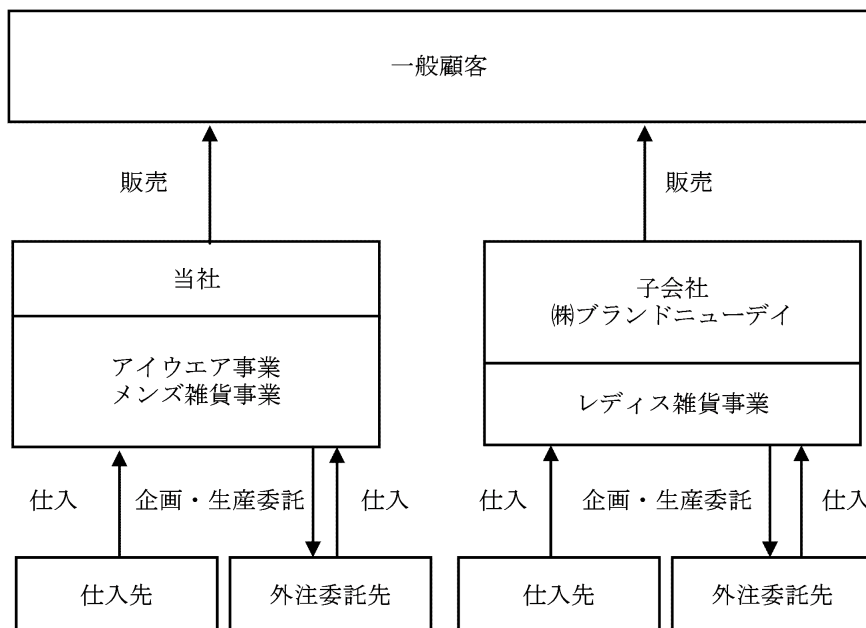 一般顧客
販売
販売
当社
アイウエア事業
メンズ雑貨事業
子会社
㈱ブランドニューデイ
レディス雑貨事業
仕入
企画・生産委託
仕入
仕入
企画・生産委託
仕入
仕入先
外注委託先
仕入先
外注委託先